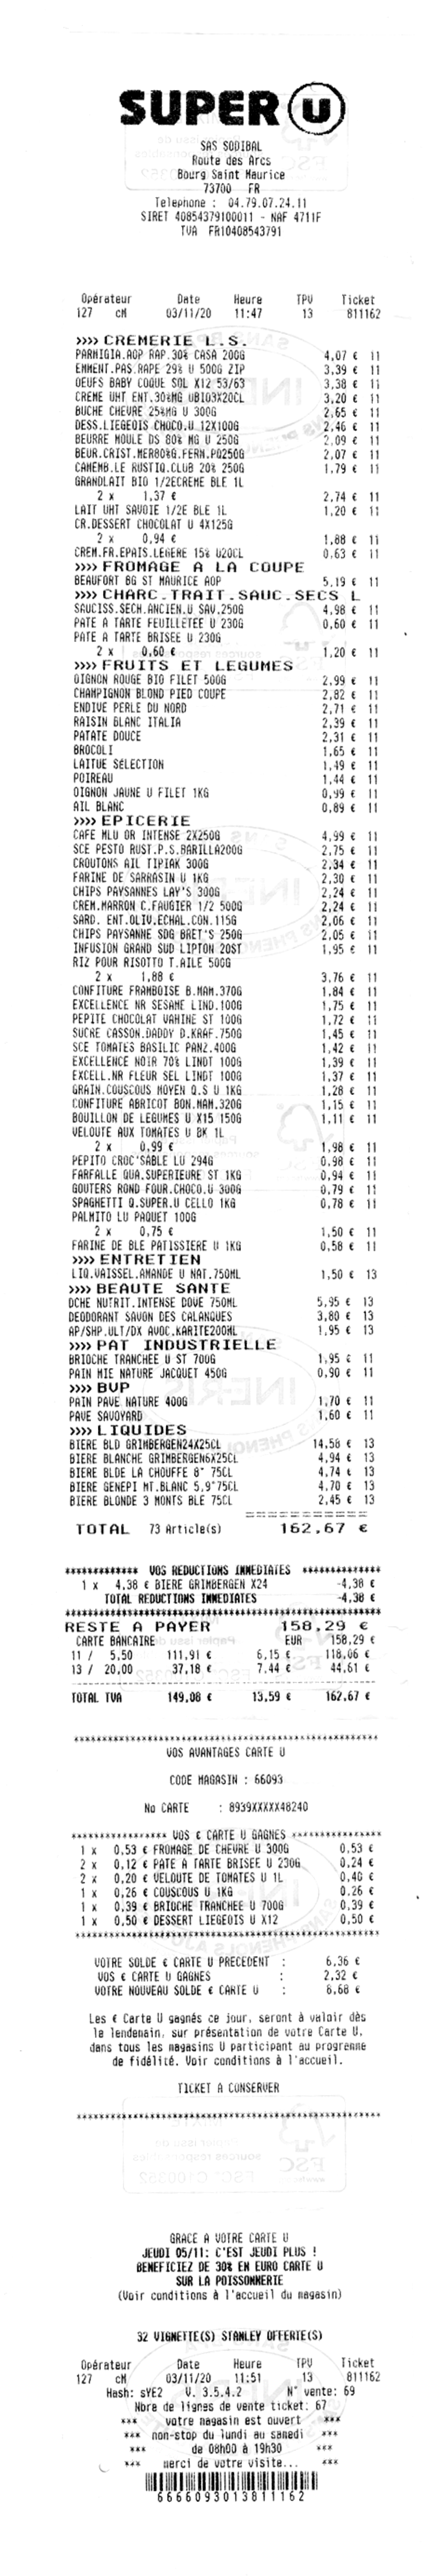 SUPER U
SAS SODIBAL
Route des Arcs
Bourg Saint Maurice
73700 FR
Telephone : 04.79.07.24.11
SIRET 40854379100011 - NAF 4711F
TVA FR10408543791
Opérateur Date Heure TPV Ticket
127 cM 03/11/20 11:47 13 811162
>>>> CREMERIE L.S.
PARMIGIA.AOP RAP.30% CASA 200G 4,07 € 11
EMMENT.PAS.RAPE 29% U 500G ZIP 3,39 € 11
OEUFS BABY COQUE SOL X12 53/63 3,38 € 11
CREME UHT ENT.30%MG UBIO3X20CL 3,20 € 11
BUCHE CHEVRE 25%MG U 300G 2,65 € 11
DESS.LIEGEOIS CHOCO.U 12X100G 2,46 € 11
BEURRE MOULE DS 80% MG U 250G 2,09 € 11
BEUR.CRIST.MER80%G.FERN.PQ250G 2,07 € 11
CAMEMB.LE RUSTIQ.CLUB 20% 250G 1,79 € 11
GRANDLAIT BIO 1/2ECREME BLE 1L
2 x 1,37 € 2,74 € 11
LAIT UHT SAVOIE 1/2E BLE 1L 1,20 € 11
CR.DESSERT CHOCOLAT U 4X125G
2 x 0,94 € 1,88 € 11
CREM.FR.EPAIS.LEGERE 15% U20CL 0,63 € 11
>>>> FROMAGE A LA COUPE
BEAUFORT BG ST MAURICE AOP 5,19 € 11
>>>> CHARC.TRAIT.SAUC.SECS L
SAUCISS.SECH.ANCIEN.U SAV.250G 4,98 € 11
PATE A TARTE FEUILLETEE U 230G 0,60 € 11
PATE A TARTE BRISEE U 230G
2 x 0,60 € 1,20 € 11
>>>> FRUITS ET LEGUMES
OIGNON ROUGE BIO FILET 500G 2,99 € 11
CHAMPIGNON BLOND PIED COUPE 2,82 € 11
ENDIVE PERLE DU NORD 2,71 € 11
RAISIN BLANC ITALIA 2,39 € 11
PATATE DOUCE 2,31 € 11
BROCOLI 1,65 € 11
LAITUE SELECTION 1,49 € 11
POIREAU 1,44 € 11
OIGNON JAUNE U FILET 1KG 0,99 € 11
AIL BLANC 0,89 € 11
>>>> EPICERIE
CAFE MLU OR INTENSE 2X250G 4,99 € 11
SCE PESTO RUST.P.S.BARILLA200G 2,75 € 11
CROUTONS AIL TIPIAK 300G 2,34 € 11
FARINE DE SARRASIN U 1KG 2,30 € 11
CHIPS PAYSANNES LAY'S 300G 2,24 € 11
CREM.MARRON C.FAUGIER 1/2 500G 2,24 € 11
SARD. ENT.OLIV.ECHAL.CON.115G 2,06 € 11
CHIPS PAYSANNE SDG BRET'S 250G 2,05 € 11
INFUSION GRAND SUD LIPTON 20ST 1,95 € 11
RIZ POUR RISOTTO T.AILE 500G
2 x 1,88 € 3,76 € 11
CONFITURE FRAMBOISE B.MAM.370G 1,84 € 11
EXCELLENCE NR SESAME LIND.100G 1,75 € 11
PEPITE CHOCOLAT VAHINE ST 100G 1,72 € 11
SUCRE CASSON.DADDY D.KRAF.750G 1,45 € 11
SCE TOMATES BASILIC PANZ.400G 1,42 € 11
EXCELLENCE NOIR 70% LINDT 100G 1,39 € 11
EXCELL.NR FLEUR SEL LINDT 100G 1,37 € 11
GRAIN.COUSCOUS MOYEN Q.S U 1KG 1,28 € 11
CONFITURE ABRICOT BON.MAM.320G 1,15 € 11
BOUILLON DE LEGUMES U X15 150G 1,11 € 11
VELOUTE AUX TOMATES U BK 1L
2 x 0,99 € 1,98 € 11
PEPITO CROC'SABLE LU 294G 0,98 € 11
FARFALLE QUA.SUPERIEURE ST 1KG 0,94 € 11
GOUTERS ROND FOUR.CHOCO.U 300G 0,79 € 11
SPAGHETTI Q.SUPER.U CELLO 1KG 0,78 € 11
PALMITO LU PAQUET 100G
2 x 0,75 € 1,50 € 11
FARINE DE BLE PATISSIERE U 1KG 0,58 € 11
>>>> ENTRETIEN
LIQ.VAISSEL.AMANDE U NAT.750ML 1,50 € 13
>>>> BEAUTE SANTE
DCHE NUTRIT.INTENSE DOVE 750ML 5,95 € 13
DEODORANT SAVON DES CALANQUES 3,80 € 13
AP/SHP.ULT/DX AVOC.KARITE200ML 1,95 € 13
>>>> PAT INDUSTRIELLE
BRIOCHE TRANCHEE U ST 700G 1,95 € 11
PAIN MIE NATURE JACQUET 450G 0,90 € 11
>>>> BVP
PAIN PAVE NATURE 400G 1,70 € 11
PAVE SAVOYARD 1,60 € 11
>>>> LIQUIDES
BIERE BLD GRIMBERGEN24X25CL 14,58 € 13
BIERE BLANCHE GRIMBERGEN6X25CL 4,94 € 13
BIERE BLDE LA CHOUFFE 8° 75CL 4,74 € 13
BIERE GENEPI MT.BLANC 5,9°75CL 4,70 € 13
BIERE BLONDE 3 MONTS BLE 75CL 2,45 € 13
============
TOTAL 73 Article(s) 162,67 €
************* VOS REDUCTIONS IMMEDIATES **************
1 x 4,38 € BIERE GRIMBERGEN X24 -4,38 €
TOTAL REDUCTIONS IMMEDIATES -4,38 €
******************************************************
RESTE A PAYER 158,29 €
CARTE BANCAIRE EUR 158,29 €
11 / 5,50 111,91 € 6,15 € 118,06 €
13 / 20,00 37,18 € 7,44 € 44,61 €
TOTAL TVA 149,08 € 13,59 € 162,67 €
******************************************************
VOS AVANTAGES CARTE U
CODE MAGASIN : 66093
No CARTE : 8939XXXXX48240
***************** VOS € CARTE U GAGNES ****************
1 x 0,53 € FROMAGE DE CHEVRE U 300G 0,53 €
2 x 0,12 € PATE A TARTE BRISEE U 230G 0,24 €
2 x 0,20 € VELOUTE DE TOMATES U 1L 0,40 €
1 x 0,26 € COUSCOUS U 1KG 0,26 €
1 x 0,39 € BRIOCHE TRANCHEE U 700G 0,39 €
1 x 0,50 € DESSERT LIEGEOIS U X12 0,50 €
******************************************************
VOTRE SOLDE € CARTE U PRECEDENT : 6,36 €
VOS € CARTE U GAGNES : 2,32 €
VOTRE NOUVEAU SOLDE € CARTE U : 8,68 €
Les € Carte U gagnés ce jour, seront à valoir dès
le lendemain, sur présentation de votre Carte U,
dans tous les magasins U participant au programme
de fidélité. Voir conditions à l'accueil.
TICKET A CONSERVER
******************************************************
GRACE A VOTRE CARTE U
JEUDI 05/11: C'EST JEUDI PLUS !
BENEFICIEZ DE 30% EN EURO CARTE U
SUR LA POISSONNERIE
(Voir conditions à l'accueil du magasin)
32 VIGNETTE(S) STANLEY OFFERTE(S)
Opérateur Date Heure TPV Ticket
127 cM 03/11/20 11:51 13 811162
Hash: sYE2 V. 3.5.4.2 N° vente: 69
Nbre de lignes de vente ticket: 67
*** votre magasin est ouvert ***
*** non-stop du lundi au samedi ***
*** de 08h00 à 19h30 ***
*** merci de votre visite... ***
6666093013811162